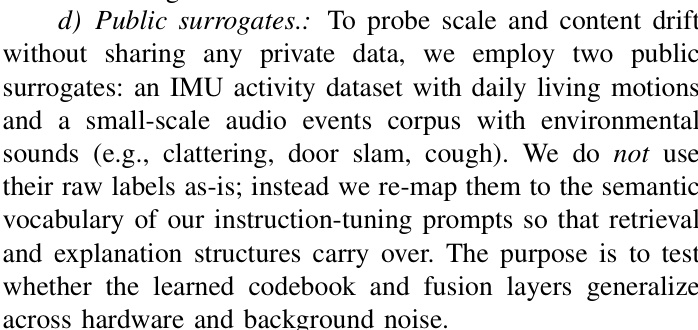 d) Public surrogates.: To probe scale and content drift
without sharing any private data, we employ two public
surrogates: an IMU activity dataset with daily living motions
and a small-scale audio events corpus with environmental
sounds (e.g., clattering, door slam, cough). We do not use
their raw labels as-is; instead we re-map them to the semantic
vocabulary of our instruction-tuning prompts so that retrieval
and explanation structures carry over. The purpose is to test
whether the learned codebook and fusion layers generalize
across hardware and background noise.